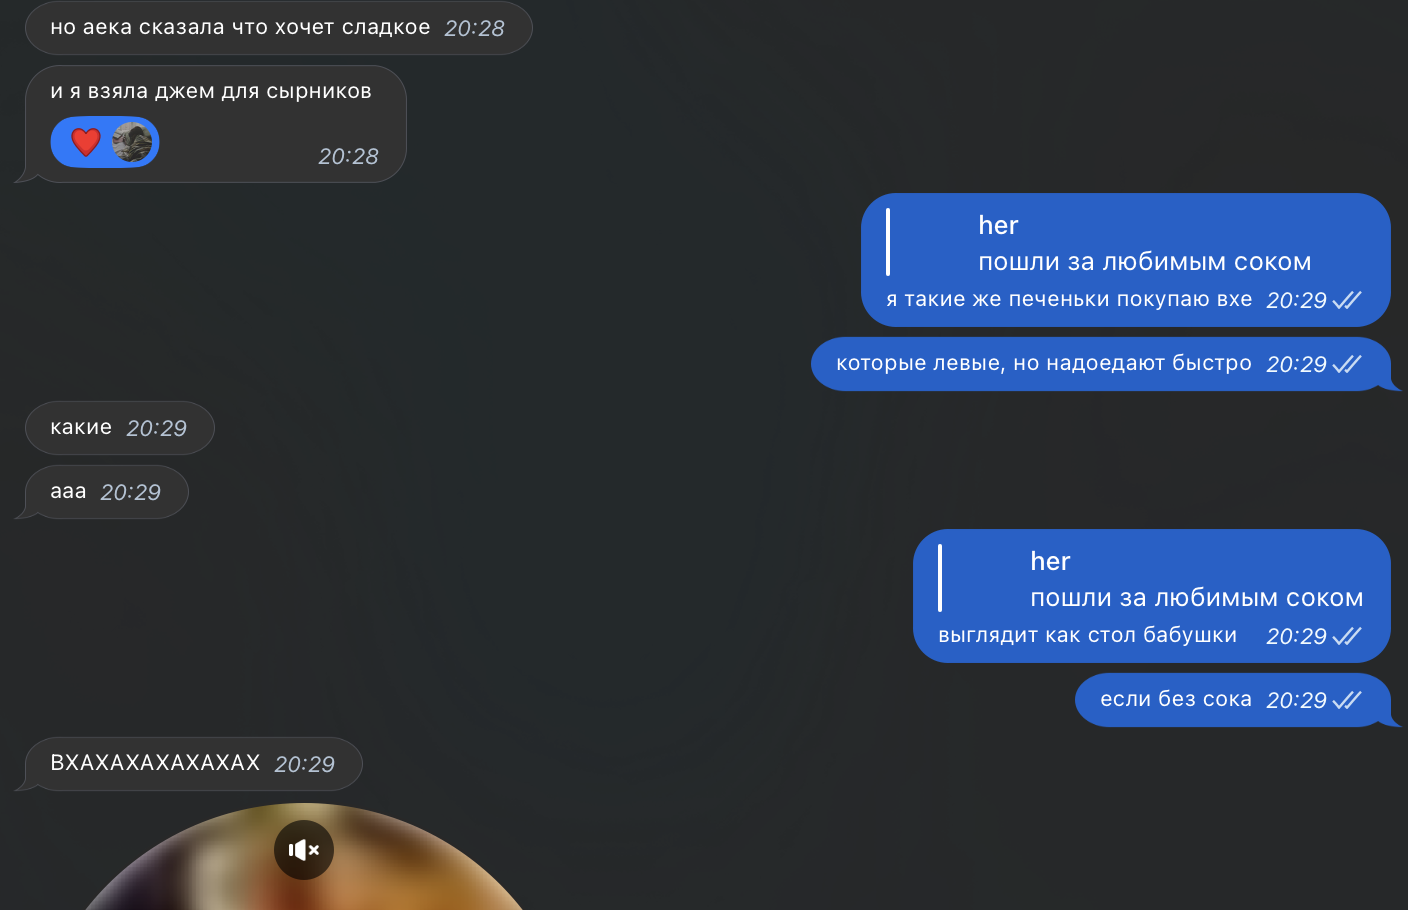 но аека сказала что хочет сладкое 20:28
и я взяла джем для сырников
20:28
her
пошли за любимым соком
я такие же печеньки покупаю вхе 20:29
которые левые, но надоедают быстро 20:29
какие 20:29
ааа 20:29
her
пошли за любимым соком
выглядит как стол бабушки 20:29
если без сока 20:29
ВХАХАХАХАХАХАХ 20:29